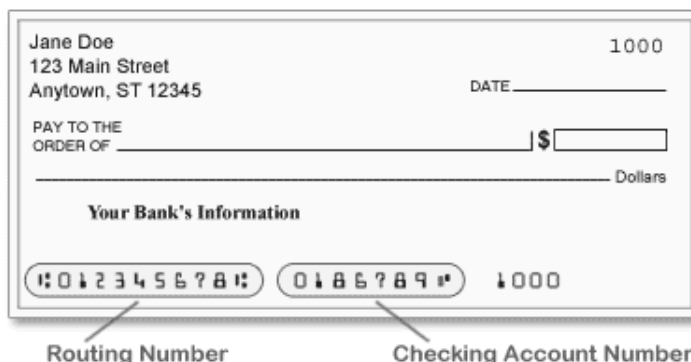 Jane Doe
1000
123 Main Street
Anytown, ST 12345
DATE
PAY TO THE
ORDER OF
$
Dollars
Your Bank's Information
⑆012345678⑆ 0186789⑈ 1000
Routing Number
Checking Account Number